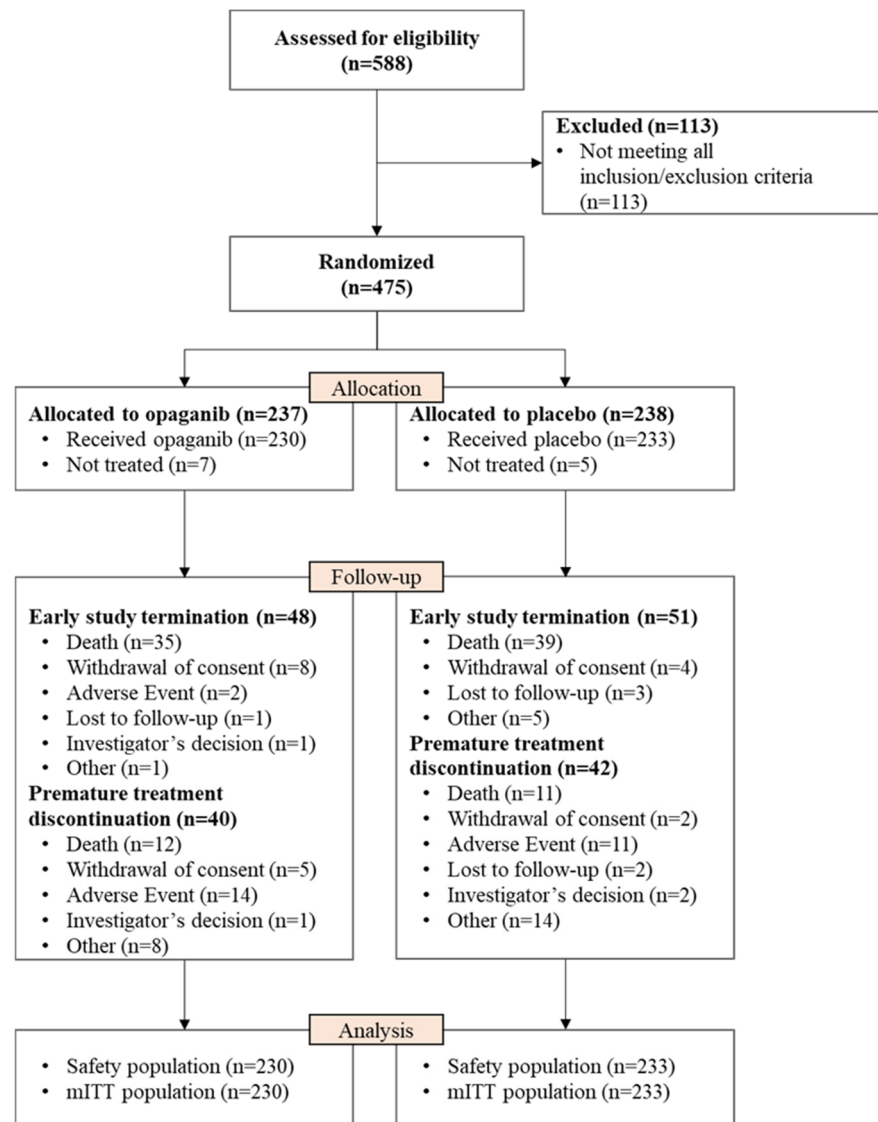 Assessed for eligibility
(n=588)
Excluded (n=113)
• Not meeting all
inclusion/exclusion criteria
(n=113)
Randomized
(n=475)
Allocation
Allocated to opaganib (n=237)
• Received opaganib (n=230)
• Not treated (n=7)
Allocated to placebo (n=238)
• Received placebo (n=233)
• Not treated (n=5)
Follow-up
Early study termination (n=48)
• Death (n=35)
• Withdrawal of consent (n=8)
• Adverse Event (n=2)
• Lost to follow-up (n=1)
• Investigator’s decision (n=1)
• Other (n=1)
Premature treatment
discontinuation (n=40)
• Death (n=12)
• Withdrawal of consent (n=5)
• Adverse Event (n=14)
• Investigator’s decision (n=1)
• Other (n=8)
Early study termination (n=51)
• Death (n=39)
• Withdrawal of consent (n=4)
• Lost to follow-up (n=3)
• Other (n=5)
Premature treatment
discontinuation (n=42)
• Death (n=11)
• Withdrawal of consent (n=2)
• Adverse Event (n=11)
• Lost to follow-up (n=2)
• Investigator’s decision (n=2)
• Other (n=14)
Analysis
• Safety population (n=230)
• mITT population (n=230)
• Safety population (n=233)
• mITT population (n=233)